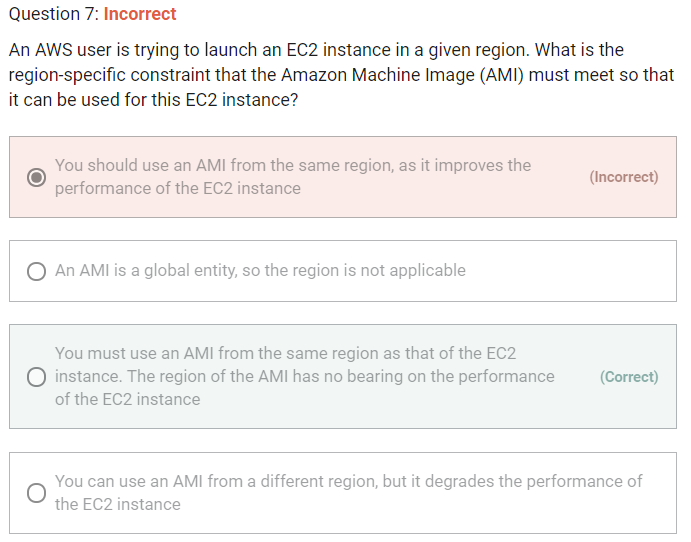 Question 7: Incorrect
An AWS user is trying to launch an EC2 instance in a given region. What is the
region-specific constraint that the Amazon Machine Image (AMI) must meet so that
it can be used for this EC2 instance?
You should use an AMI from the same region, as it improves the
performance of the EC2 instance
(Incorrect)
An AMI is a global entity, so the region is not applicable
You must use an AMI from the same region as that of the EC2
instance. The region of the AMI has no bearing on the performance
of the EC2 instance
(Correct)
You can use an AMI from a different region, but it degrades the performance of
the EC2 instance